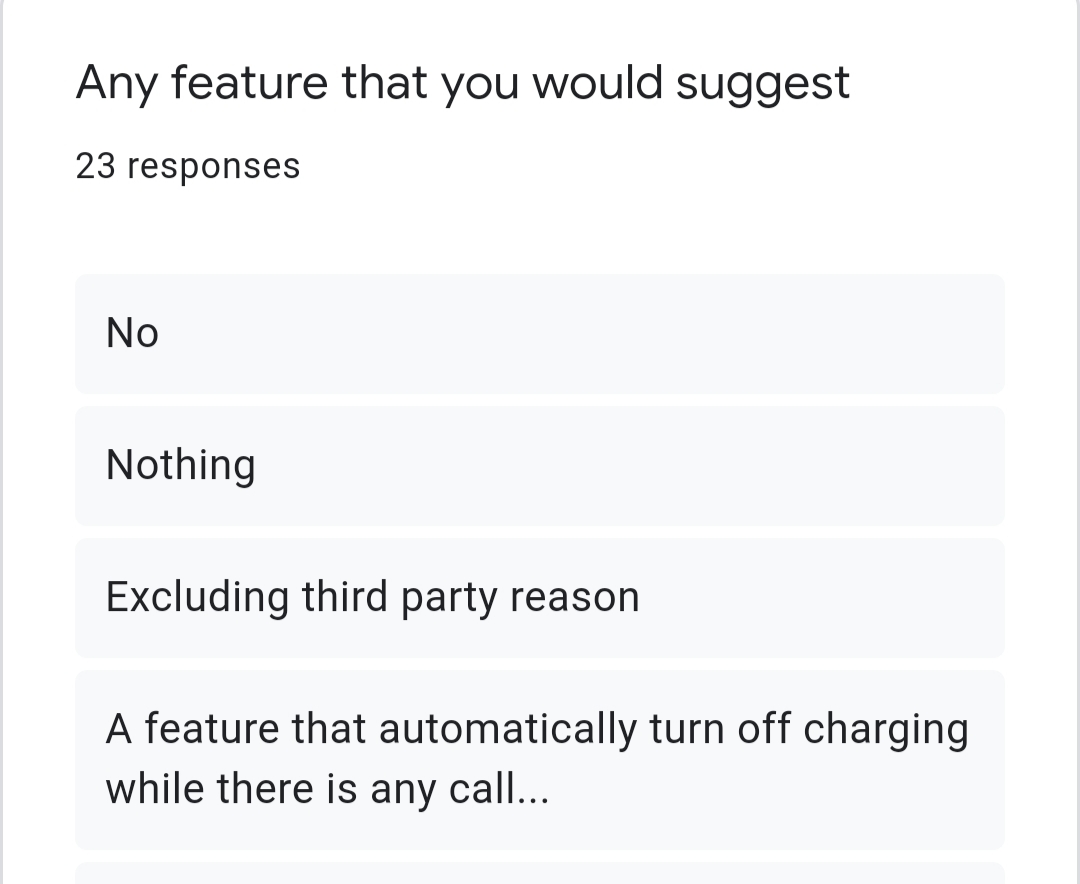 Any feature that you would suggest
23 responses
No
Nothing
Excluding third party reason
A feature that automatically turn off charging
while there is any call...